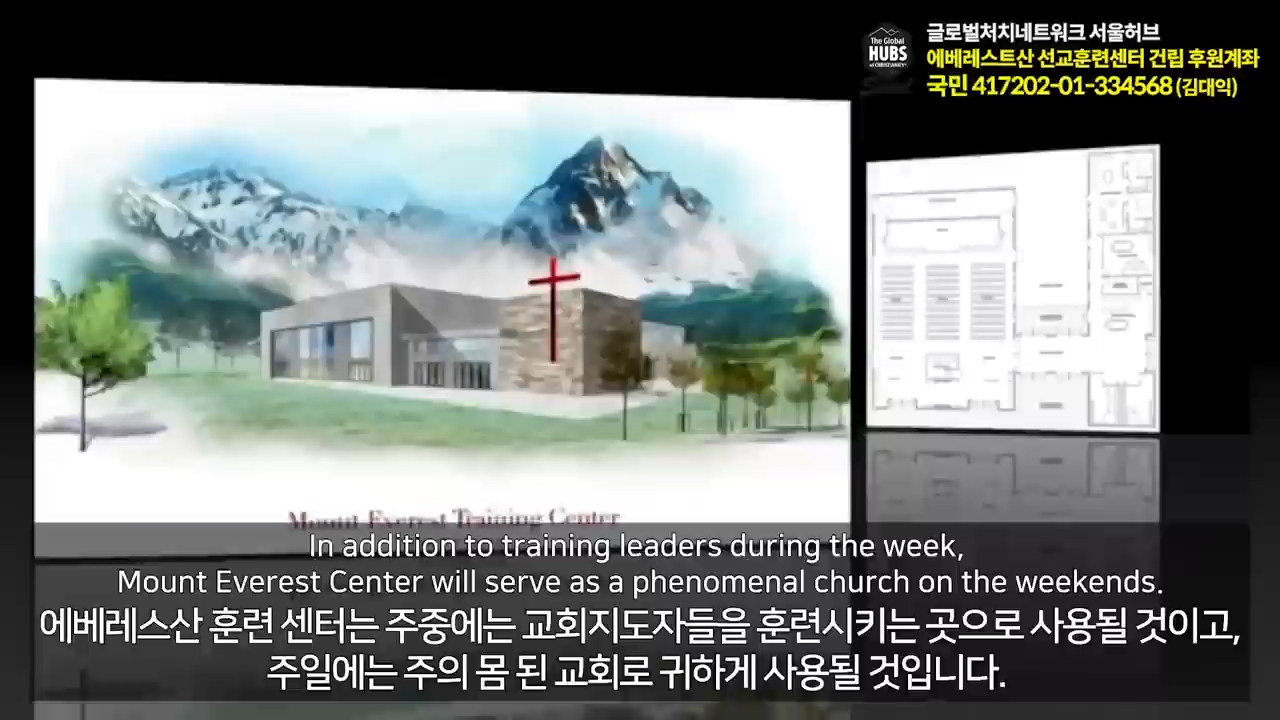 The Global
HUBS
of CHRISTIANITY
글로벌처치네트워크 서울허브
에베레스트산 선교훈련센터 건립 후원계좌
국민 417202-01-334568 (김대익)
Mount Everest Training Center
In addition to training leaders during the week,
Mount Everest Center will serve as a phenomenal church on the weekends.
에베레스산 훈련 센터는 주중에는 교회지도자들을 훈련시키는 곳으로 사용될 것이고,
주일에는 주의 몸 된 교회로 귀하게 사용될 것입니다.